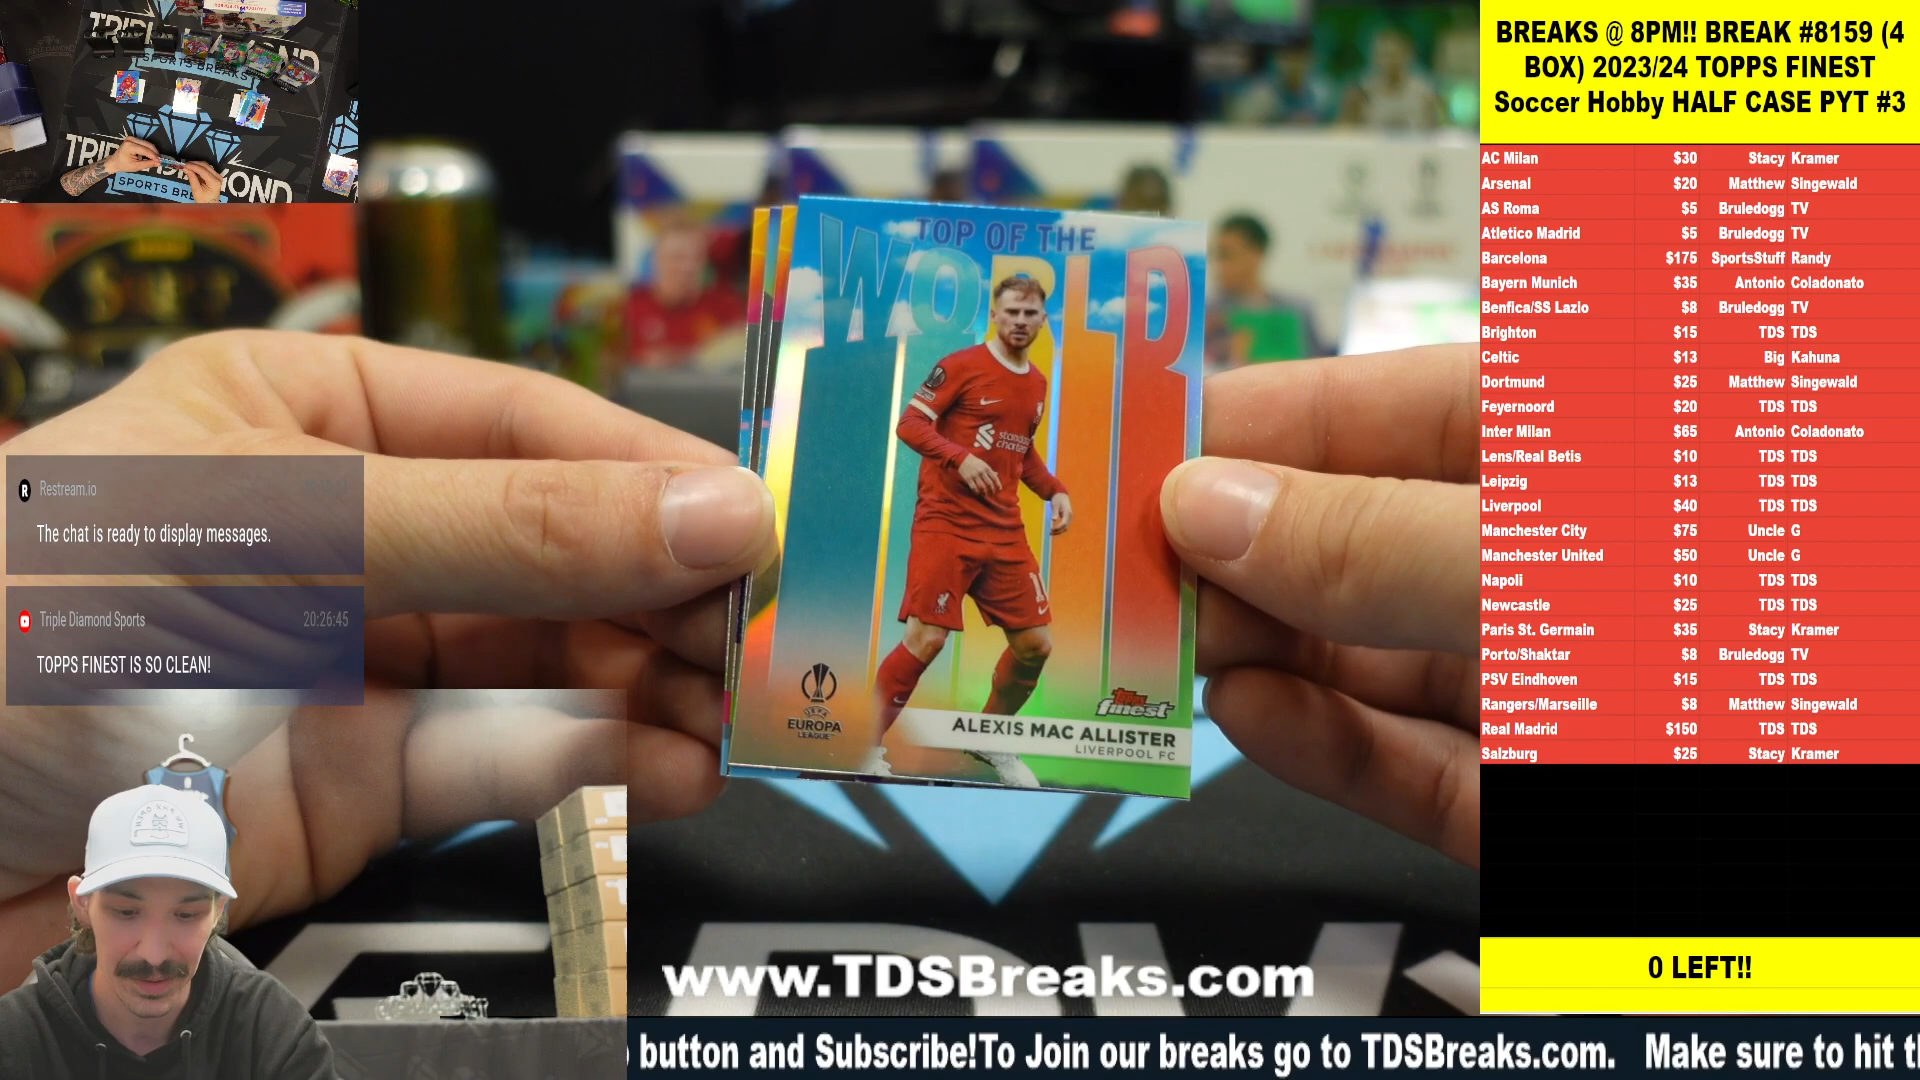 BREAKS @ 8PM!! BREAK #8159 (4
BOX) 2023/24 TOPPS FINEST
Soccer Hobby HALF CASE PYT #3
AC Milan $30 Stacy Kramer
Arsenal $20 Matthew Singewald
AS Roma $5 Bruledogg TV
Atletico Madrid $5 Bruledogg TV
Barcelona $175 SportsStuff Randy
Bayern Munich $35 Antonio Coladonato
Benfica/SS Lazio $8 Bruledogg TV
Brighton $15 TDS TDS
Celtic $13 Big Kahuna
Dortmund $25 Matthew Singewald
Feyernoord $20 TDS TDS
Inter Milan $65 Antonio Coladonato
Lens/Real Betis $10 TDS TDS
Leipzig $13 TDS TDS
Liverpool $40 TDS TDS
Manchester City $75 Uncle G
Manchester United $50 Uncle G
Napoli $10 TDS TDS
Newcastle $25 TDS TDS
Paris St. Germain $35 Stacy Kramer
Porto/Shaktar $8 Bruledogg TV
PSV Eindhoven $15 TDS TDS
Rangers/Marseille $8 Matthew Singewald
Real Madrid $150 TDS TDS
Salzburg $25 Stacy Kramer
0 LEFT!!
SPORTS BREAKS
SPORTS
TOP OF THE
WORLD
standard
chartered
UEFA
EUROPA
LEAGUE
topps
finest
ALEXIS MAC ALLISTER
LIVERPOOL FC
Restream.io
The chat is ready to display messages.
Triple Diamond Sports 20:26:45
TOPPS FINEST IS SO CLEAN!
www.TDSBreaks.com
button and Subscribe!To Join our breaks go to TDSBreaks.com. Make sure to hit